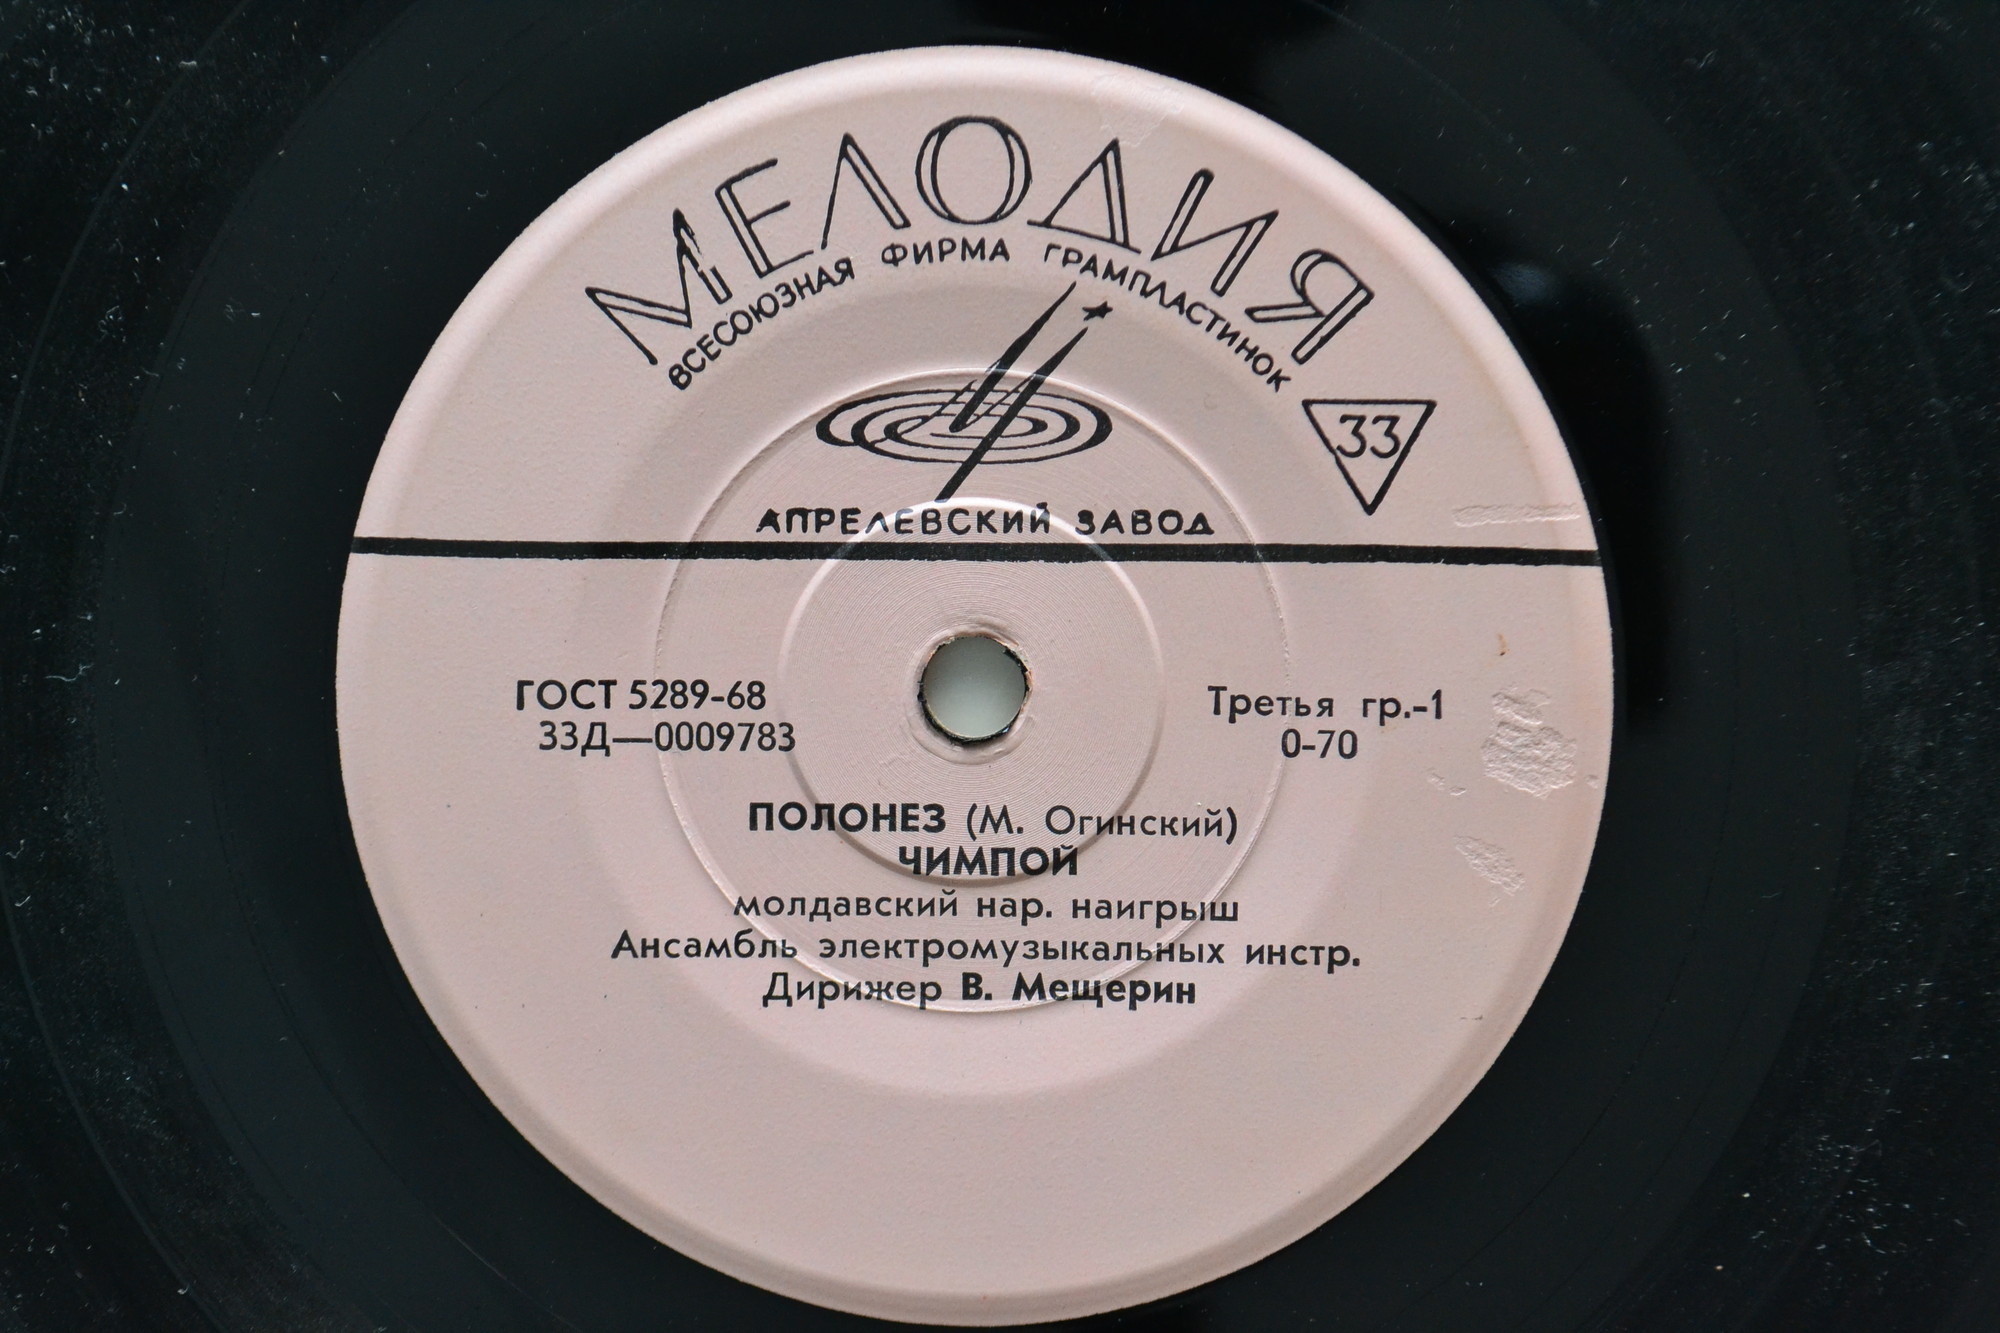 МЕЛОДИЯ
ВСЕСОЮЗНАЯ ФИРМА ГРАМПЛАСТИНОК
33
АПРЕЛЕВСКИЙ ЗАВОД
ГОСТ 5289-68
33Д—0009783
Третья гр.-1
0-70
ПОЛОНЕЗ (М. Огинский)
ЧИМПОЙ
молдавский нар. наигрыш
Ансамбль электромузыкальных инстр.
Дирижер В. Мещерин